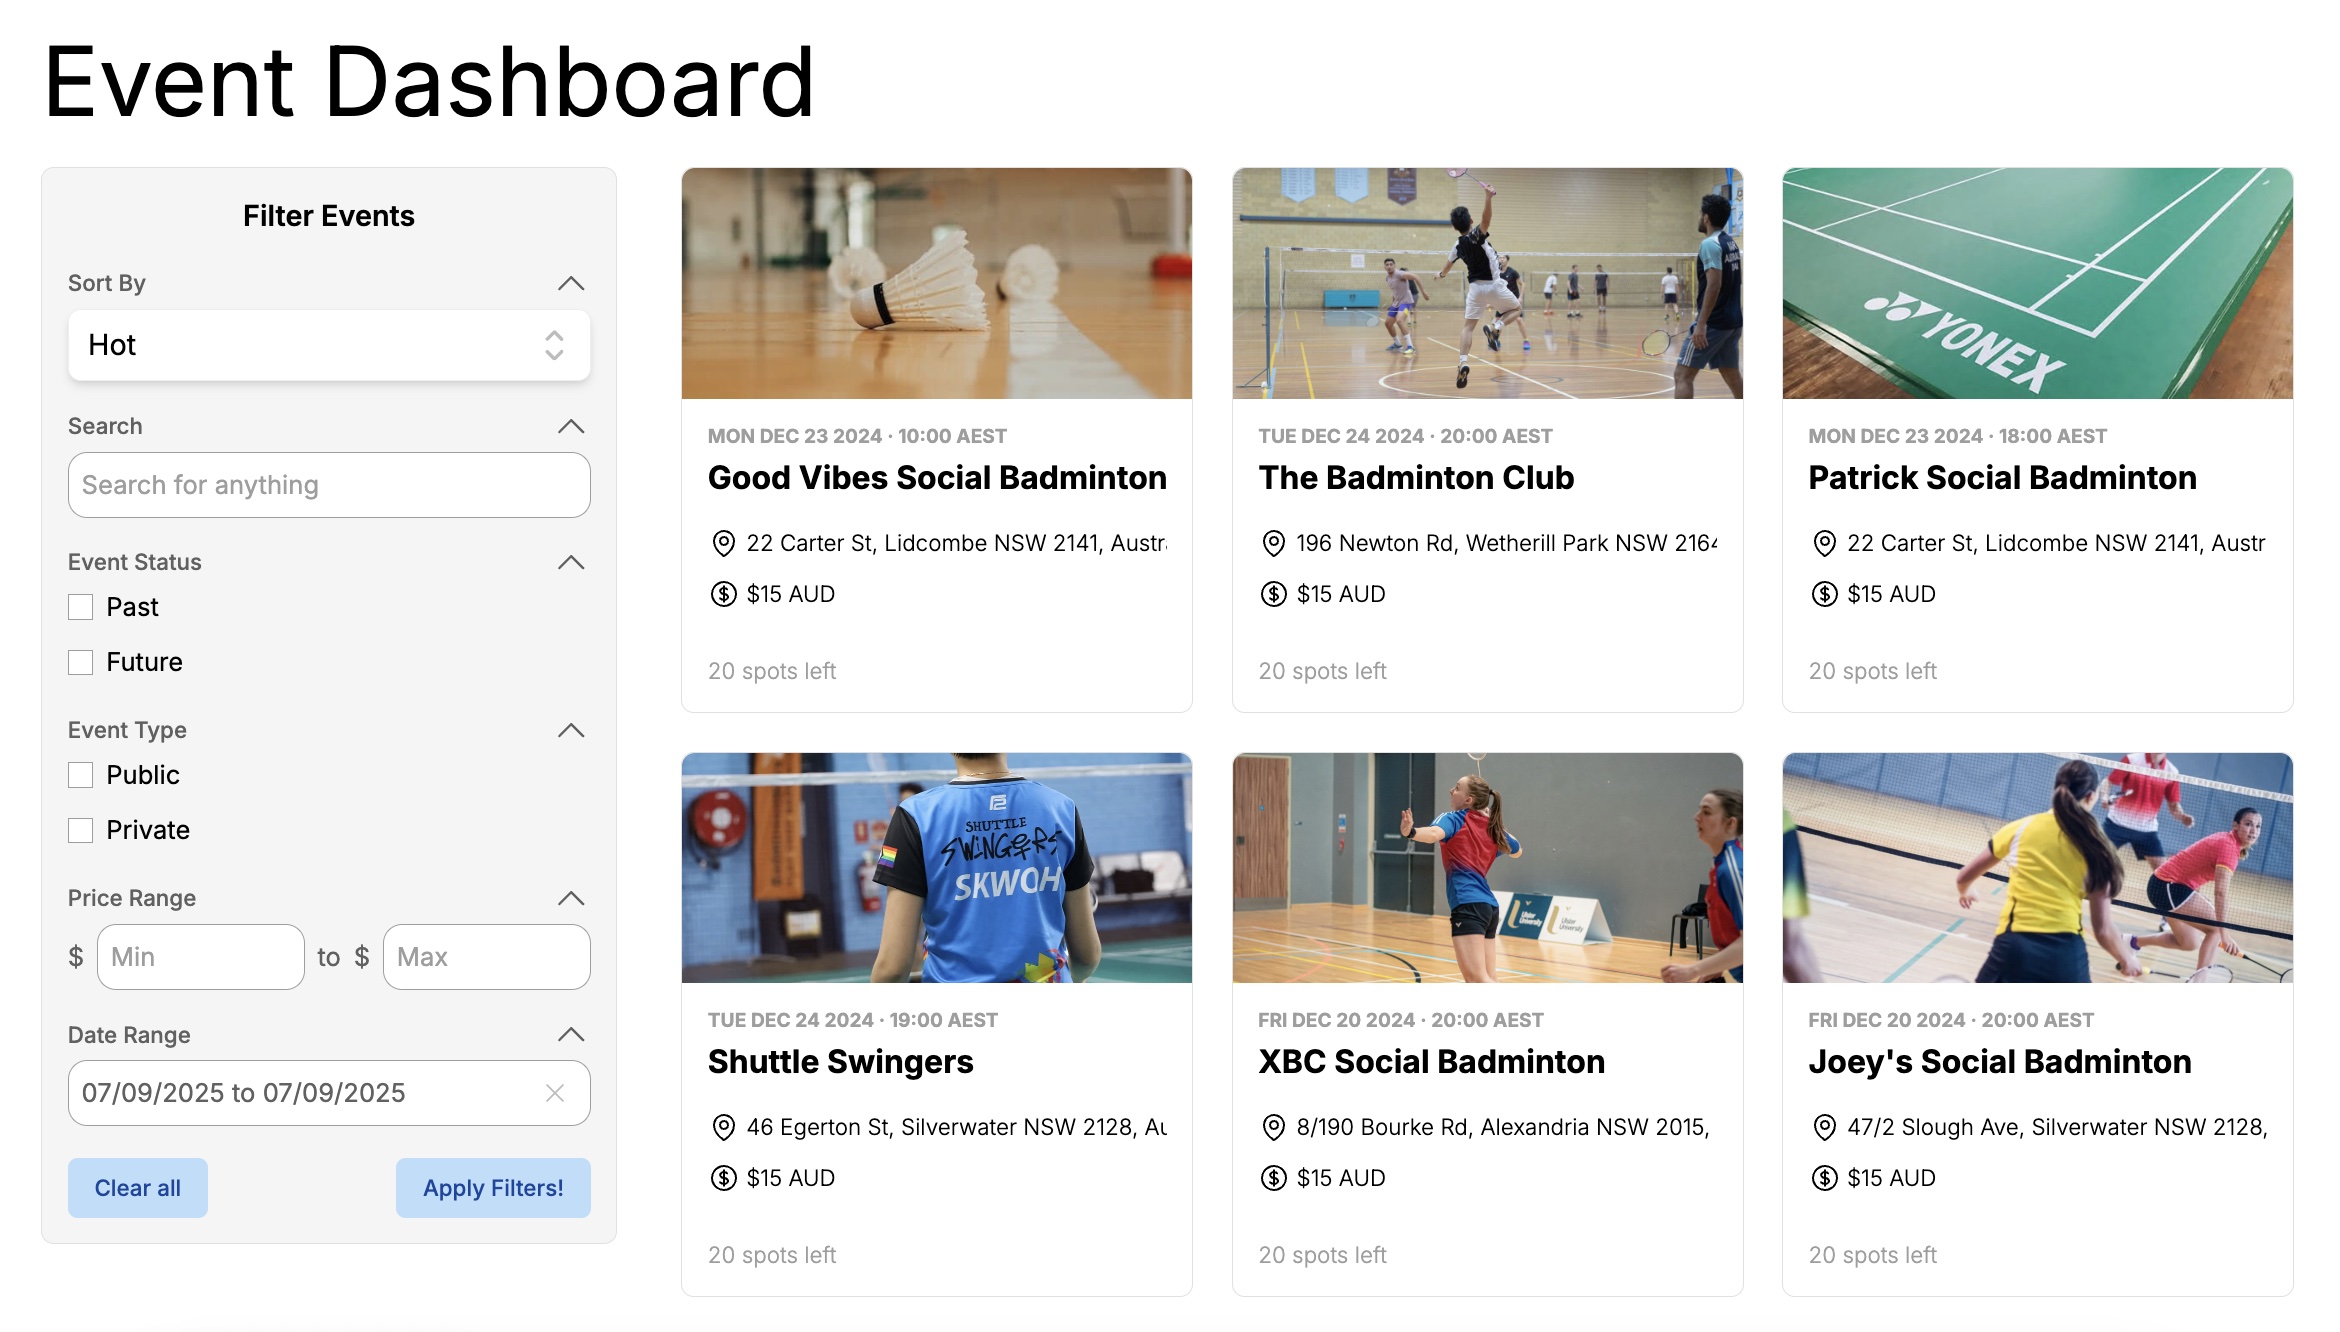 Event Dashboard
Filter Events
Sort By
Hot
Search
Search for anything
Event Status
Past
Future
Event Type
Public
Private
Price Range
$ Min to $ Max
Date Range
07/09/2025 to 07/09/2025
Clear all
Apply Filters!
MON DEC 23 2024 · 10:00 AEST
Good Vibes Social Badminton
22 Carter St, Lidcombe NSW 2141, Austr
$15 AUD
20 spots left
TUE DEC 24 2024 · 20:00 AEST
The Badminton Club
196 Newton Rd, Wetherill Park NSW 2164
$15 AUD
20 spots left
YONEX
MON DEC 23 2024 · 18:00 AEST
Patrick Social Badminton
22 Carter St, Lidcombe NSW 2141, Austr
$15 AUD
20 spots left
SHUTTLE
SWINGERS
SKWOH
TUE DEC 24 2024 · 19:00 AEST
Shuttle Swingers
46 Egerton St, Silverwater NSW 2128, Au
$15 AUD
20 spots left
Ulster
University
Ulster
University
FRI DEC 20 2024 · 20:00 AEST
XBC Social Badminton
8/190 Bourke Rd, Alexandria NSW 2015,
$15 AUD
20 spots left
FRI DEC 20 2024 · 20:00 AEST
Joey's Social Badminton
47/2 Slough Ave, Silverwater NSW 2128,
$15 AUD
20 spots left